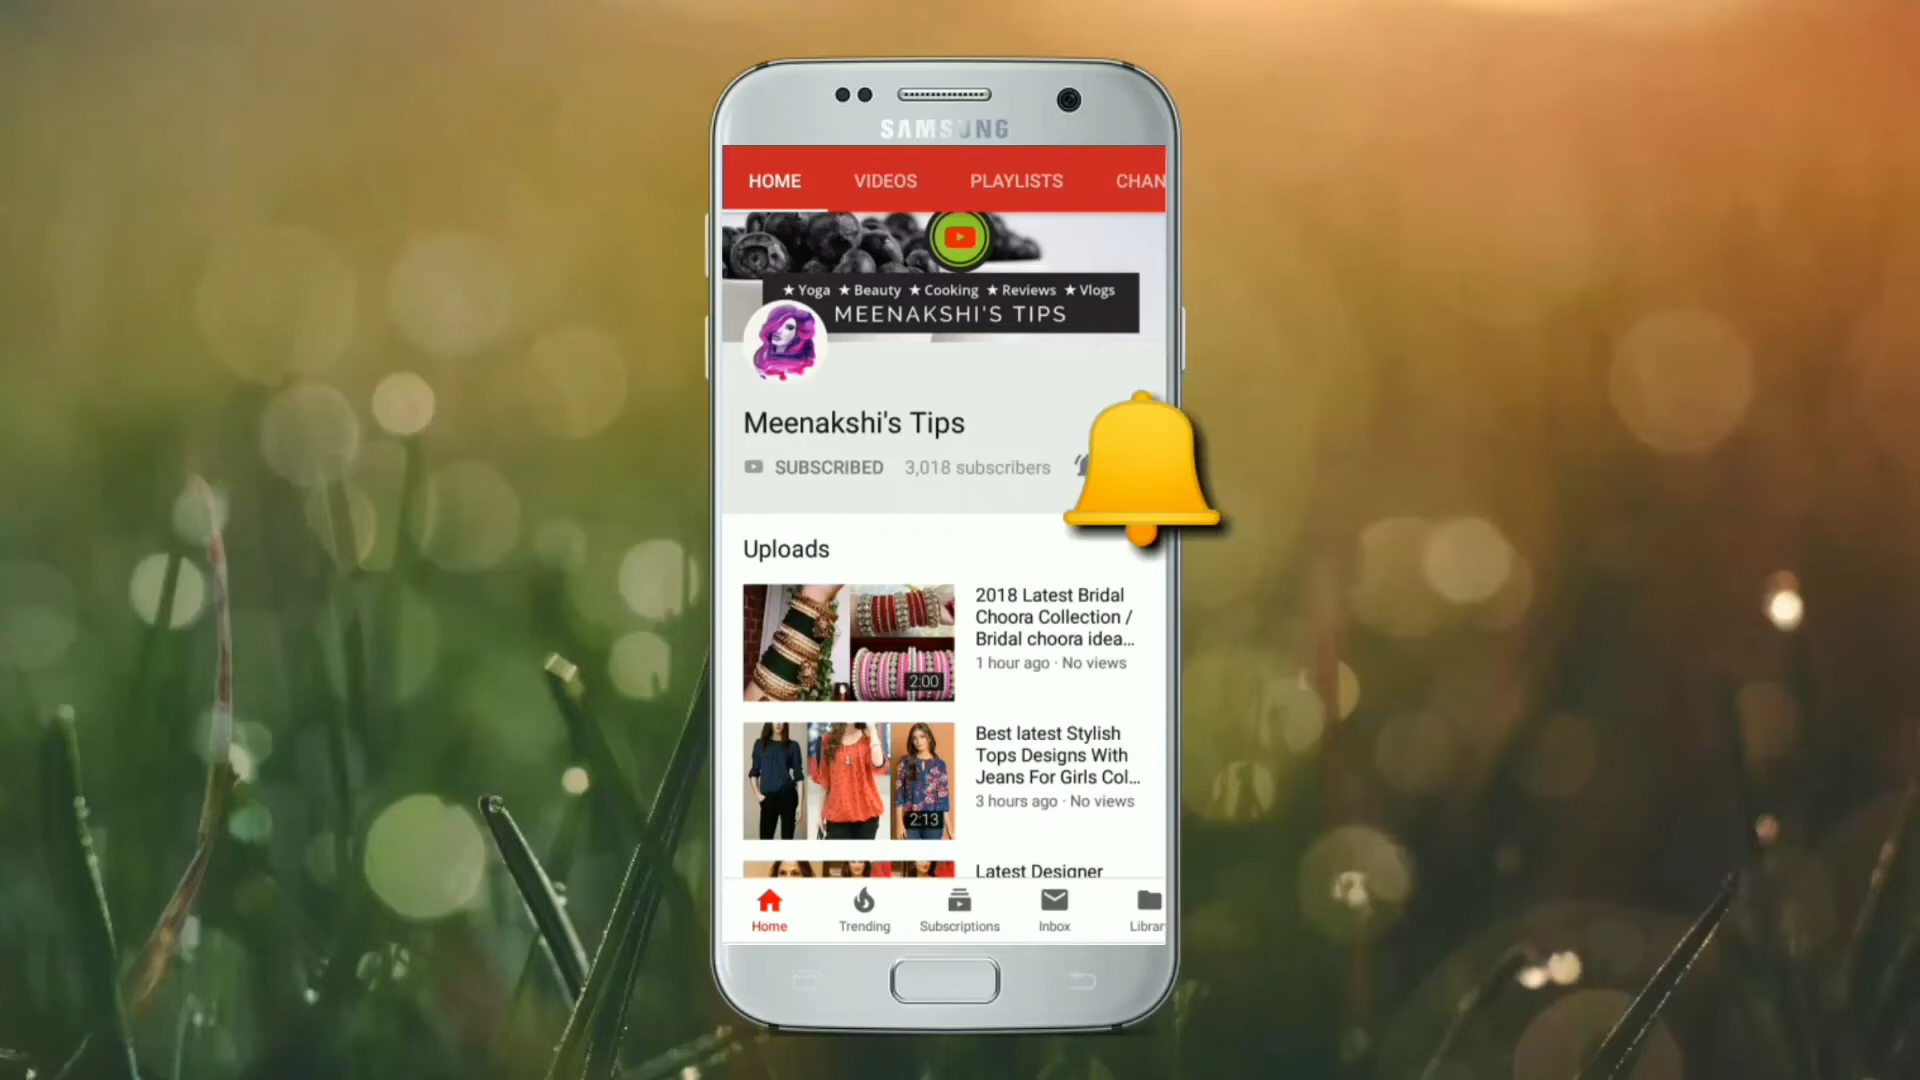 SAMSUNG
HOME VIDEOS PLAYLISTS CHAN
★ Yoga ★ Beauty ★ Cooking ★ Reviews ★ Vlogs
MEENAKSHI'S TIPS
Meenakshi's Tips
SUBSCRIBED 3,018 subscribers
Uploads
2018 Latest Bridal
Choora Collection /
Bridal choora idea...
1 hour ago · No views
2:00
Best latest Stylish
Tops Designs With
Jeans For Girls Col...
3 hours ago · No views
2:13
Latest Designer
Home Trending Subscriptions Inbox Librar